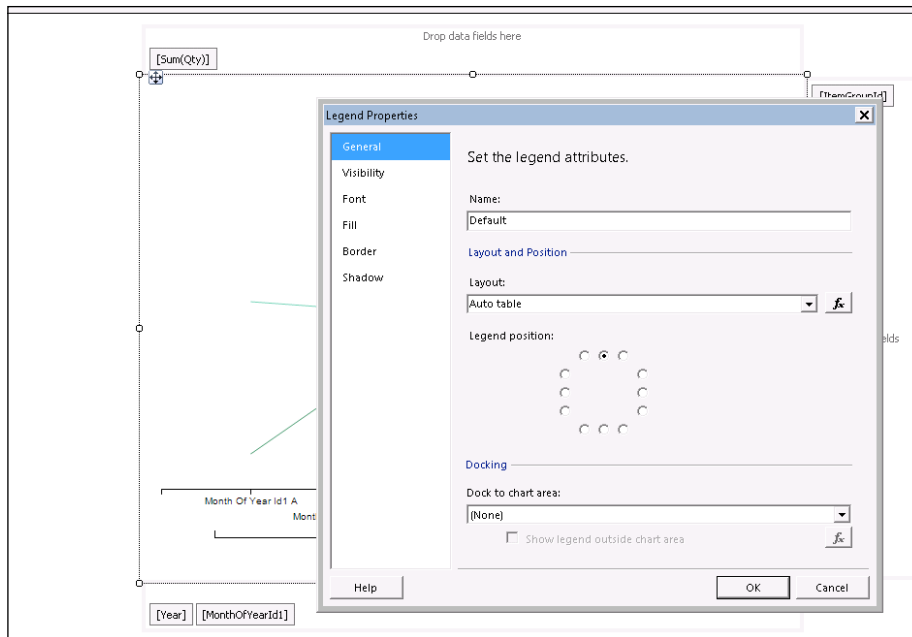 Drop data fields here
[Sum(Qty)]
[ItemGroupId]
Legend Properties
General
Visibility
Font
Fill
Border
Shadow
Set the legend attributes.
Name:
Default
Layout and Position
Layout:
Auto table
fx
Legend position:
elds
Docking
Dock to chart area:
(None)
Show legend outside chart area
fx
Month Of Year Id1 A
Mont
Help
OK
Cancel
[Year]
[MonthOfYearId1]